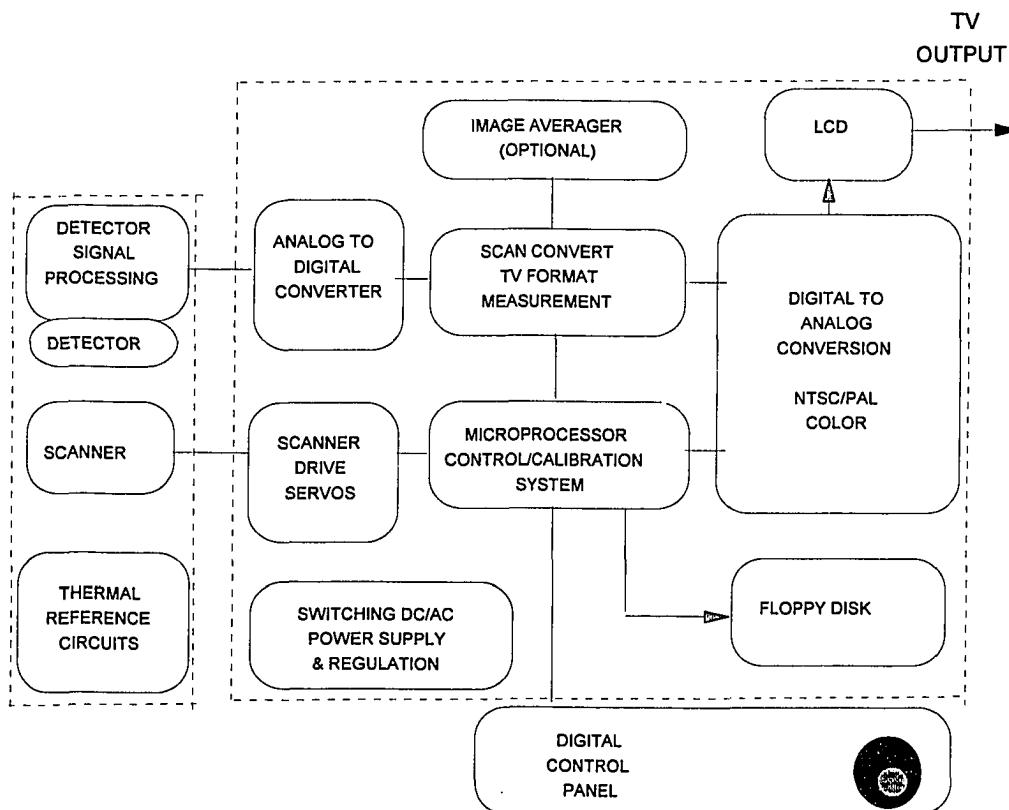 TV
OUTPUT
IMAGE AVERAGER
(OPTIONAL)
LCD
DETECTOR
SIGNAL
PROCESSING
DETECTOR
ANALOG TO
DIGITAL
CONVERTER
SCAN CONVERT
TV FORMAT
MEASUREMENT
DIGITAL TO
ANALOG
CONVERSION
NTSC/PAL
COLOR
SCANNER
SCANNER
DRIVE
SERVOS
MICROPROCESSOR
CONTROL/CALIBRATION
SYSTEM
THERMAL
REFERENCE
CIRCUITS
SWITCHING DC/AC
POWER SUPPLY
& REGULATION
FLOPPY DISK
DIGITAL
CONTROL
PANEL